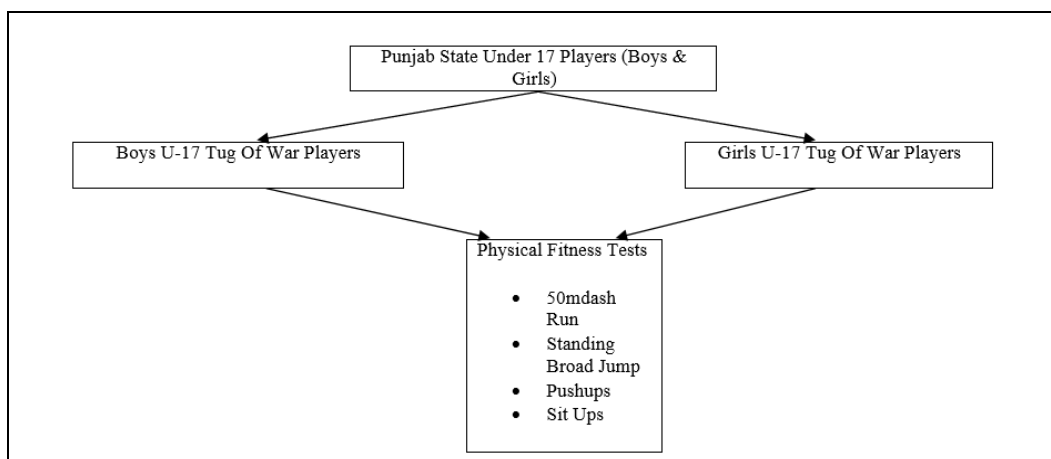 Punjab State Under 17 Players (Boys &
Girls)
Boys U-17 Tug Of War Players
Girls U-17 Tug Of War Players
Physical Fitness Tests
• 50mdash
Run
• Standing
Broad Jump
• Pushups
• Sit Ups